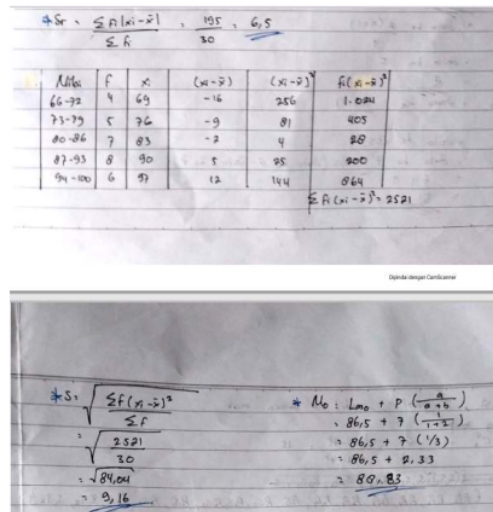 * Sr = Σfi|xi-x̄| / Σfi = 195 / 30 = 6,5
Nilai f x (xi-x̄) (xi-x̄)² fi(xi-x̄)²
66-72 4 69 -16 256 1.024
73-79 5 76 -9 81 405
80-86 7 83 -2 4 28
87-93 8 90 5 25 200
94-100 6 97 12 144 864
Σfi(xi-x̄)² = 2521
Dipindai dengan CamScanner
* S = √ Σf(xi-x̄)² / Σf
= √ 2521 / 30
= √84,04
= 9,16
* Mo = Lmo + P (a / a+b)
= 86,5 + 7 (1 / 1+2)
= 86,5 + 7 (1/3)
= 86,5 + 2,33
= 88,83